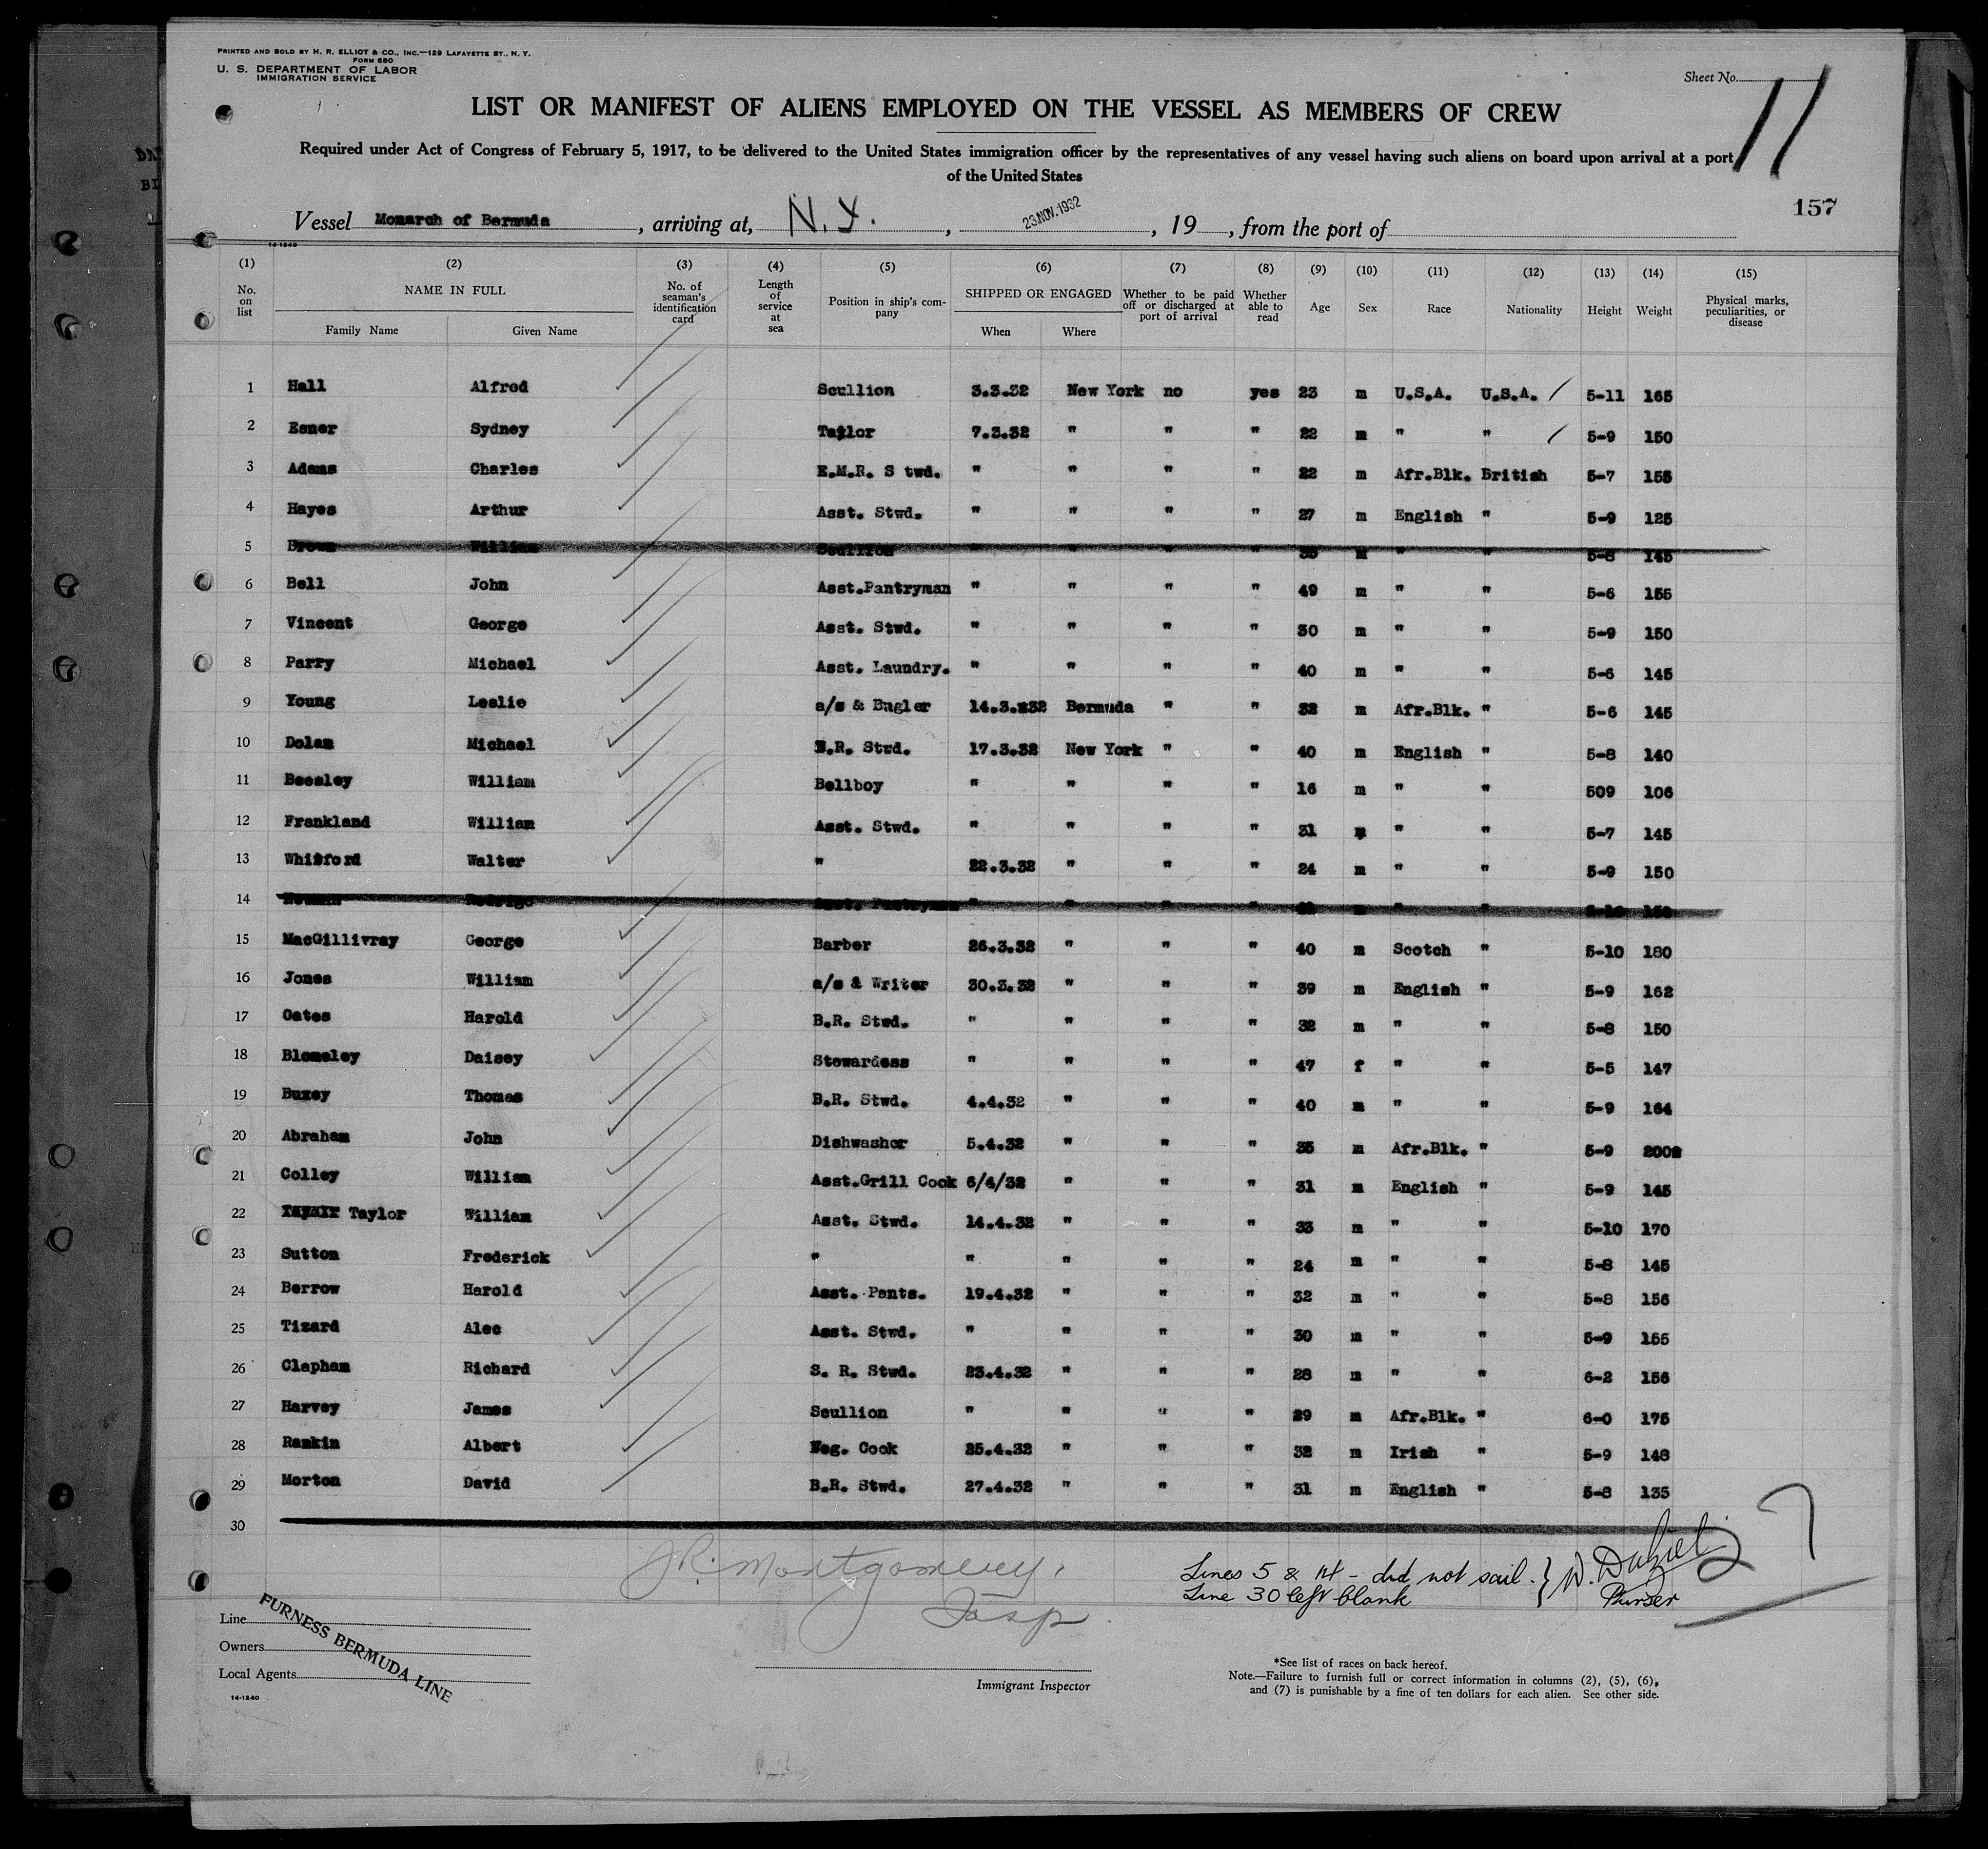 PRINTED AND SOLD BY H. R. ELLIOT & CO., INC.—129 LAFAYETTE ST., N. Y.
FORM 680
U. S. DEPARTMENT OF LABOR
IMMIGRATION SERVICE
Sheet No. 11
LIST OR MANIFEST OF ALIENS EMPLOYED ON THE VESSEL AS MEMBERS OF CREW
Required under Act of Congress of February 5, 1917, to be delivered to the United States immigration officer by the representatives of any vessel having such aliens on board upon arrival at a port
of the United States
157
Vessel Monarch of Bermuda, arriving at, N.Y., 23.NOV.1932, 19 , from the port of
14-1240
(1) (2) (3) (4) (5) (6) (7) (8) (9) (10) (11) (12) (13) (14) (15)
No. on list NAME IN FULL Family Name Given Name No. of seaman's identification card Length of service at sea Position in ship's company SHIPPED OR ENGAGED When Where Whether to be paid off or discharged at port of arrival Whether able to read Age Sex Race Nationality Height Weight Physical marks, peculiarities, or disease
1 Hall Alfred Scullion 3.3.32 New York no yes 23 m U.S.A. U.S.A. 5-11 165
2 Esner Sydney Tailor 7.3.32 " " " 22 m " " 5-9 150
3 Adams Charles E.M.R. S twd. " " " " 22 m Afr.Blk. British 5-7 155
4 Hayes Arthur Asst. Stwd. " " " " 27 m English " 5-9 125
5 Brown William Scullion " " " " 35 m " " 5-8 145
6 Bell John Asst.Pantryman " " " " 49 m " " 5-6 155
7 Vincent George Asst. Stwd. " " " " 30 m " " 5-9 150
8 Parry Michael Asst. Laundry. " " " " 40 m " " 5-6 145
9 Young Leslie a/s & Bugler 14.3.32 Bermuda " " 32 m Afr.Blk. " 5-6 145
10 Dolan Michael R. Stwd. 17.3.32 New York " " 40 m English " 5-8 140
11 Beesley William Bellboy " " " " 16 m " " 509 106
12 Frankland William Asst. Stwd. " " " " 31 m " " 5-7 145
13 Whitford Walter " 22.3.32 " " " 24 m " " 5-9 150
14 Rodrigo Asst. Pantryman " " " " m " " 5-10
15 MacGillivray George Barber 26.3.32 " " " 40 m Scotch " 5-10 180
16 Jones William a/s & Writer 30.3.32 " " " 39 m English " 5-9 162
17 Oates Harold B.R. Stwd. " " " " 32 m " " 5-8 150
18 Blomeley Daisey Stewardess " " " " 47 f " " 5-5 147
19 Buxey Thomas B.R. Stwd. 4.4.32 " " " 40 m " " 5-9 164
20 Abraham John Dishwasher 5.4.32 " " " 35 m Afr.Blk. " 5-9 200
21 Colley William Asst.Grill Cook 6/4/32 " " " 31 m English " 5-9 145
22 Taylor William Asst. Stwd. 14.4.32 " " " 33 m " " 5-10 170
23 Sutton Frederick " " " " " 24 m " " 5-8 145
24 Berrow Harold Asst. Pants. 19.4.32 " " " 32 m " " 5-8 156
25 Tizard Alec Asst. Stwd. " " " " 30 m " " 5-9 155
26 Clapham Richard S. R. Stwd. 23.4.32 " " " 28 m " " 6-2 156
27 Harvey James Scullion " " " " 29 m Afr.Blk. " 6-0 175
28 Rankin Albert Veg. Cook 25.4.32 " " " 32 m Irish " 5-9 148
29 Morton David B.R. Stwd. 27.4.32 " " " 31 m English " 5-8 135
30
J R. Montgomery.
Insp
Lines 5 & 14 - did not sail. } W. Dalziel
Line 30 left blank Purser
Line
Owners
Local Agents
FURNESS BERMUDA LINE
14-1240
Immigrant Inspector
*See list of races on back hereof.
Note.—Failure to furnish full or correct information in columns (2), (5), (6),
and (7) is punishable by a fine of ten dollars for each alien. See other side.